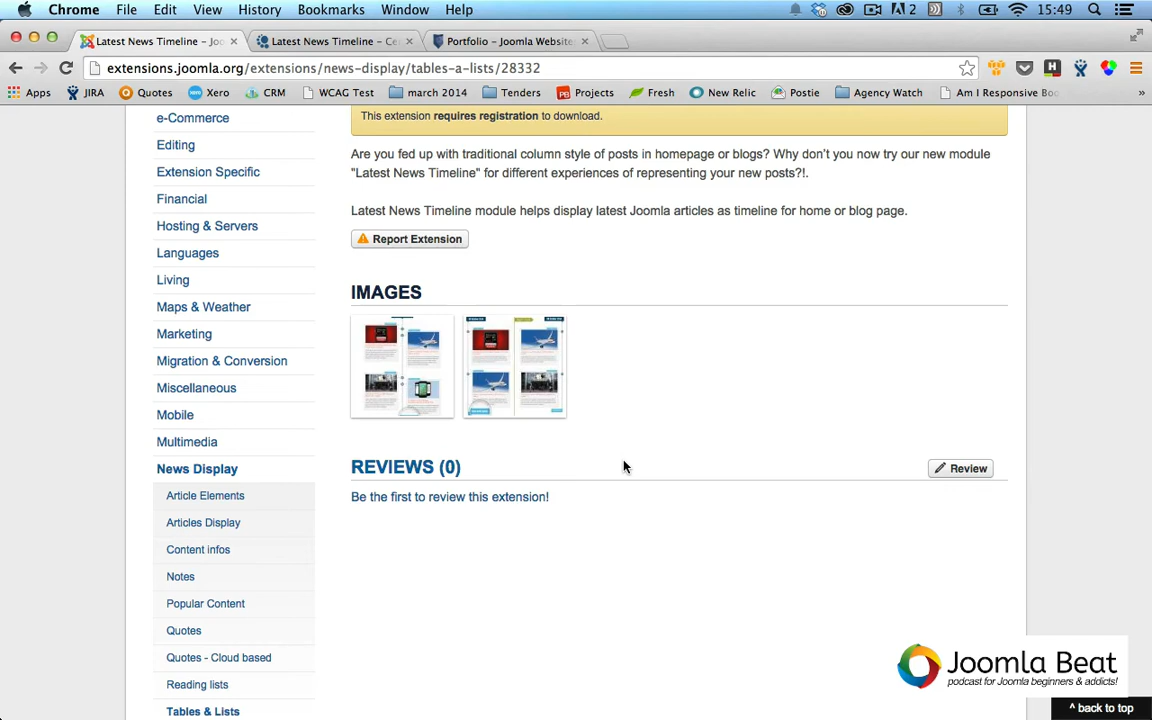 Chrome File Edit View History Bookmarks Window Help 2 15:49
Latest News Timeline – Joo
Latest News Timeline – Ce
Portfolio – Joomla Website
extensions.joomla.org/extensions/news-display/tables-a-lists/28332
Apps JIRA Quotes Xero CRM WCAG Test march 2014 Tenders Projects Fresh New Relic Postie Agency Watch Am I Responsive Boo »
e-Commerce
Editing
Extension Specific
Financial
Hosting & Servers
Languages
Living
Maps & Weather
Marketing
Migration & Conversion
Miscellaneous
Mobile
Multimedia
News Display
Article Elements
Articles Display
Content infos
Notes
Popular Content
Quotes
Quotes - Cloud based
Reading lists
Tables & Lists
This extension requires registration to download.
Are you fed up with traditional column style of posts in homepage or blogs? Why don't you now try our new module
"Latest News Timeline" for different experiences of representing your new posts?!.
Latest News Timeline module helps display latest Joomla articles as timeline for home or blog page.
Report Extension
IMAGES
REVIEWS (0)
Review
Be the first to review this extension!
Joomla Beat
podcast for Joomla beginners & addicts!
^ back to top